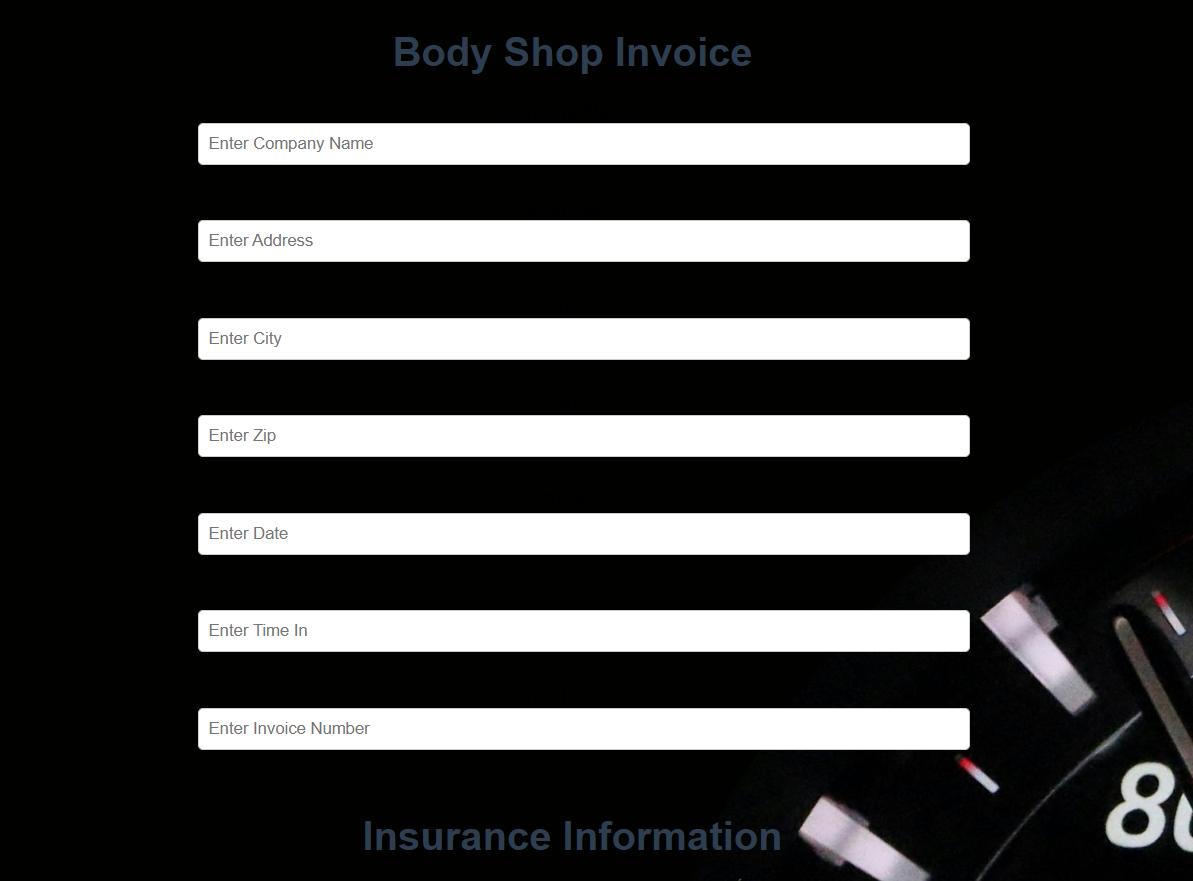 Body Shop Invoice
Enter Company Name
Enter Address
Enter City
Enter Zip
Enter Date
Enter Time In
Enter Invoice Number
Insurance Information